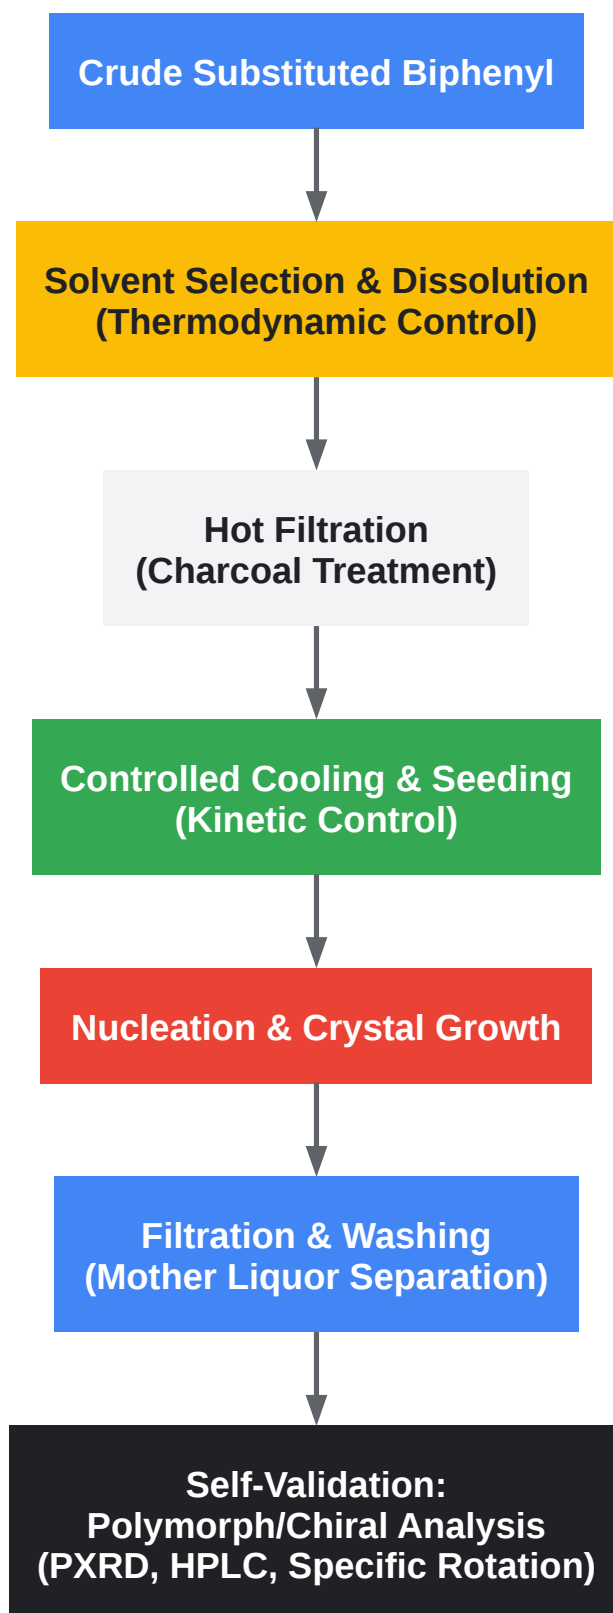 Crude Substituted Biphenyl
Solvent Selection & Dissolution
(Thermodynamic Control)
Hot Filtration
(Charcoal Treatment)
Controlled Cooling & Seeding
(Kinetic Control)
Nucleation & Crystal Growth
Filtration & Washing
(Mother Liquor Separation)
Self-Validation:
Polymorph/Chiral Analysis
(PXRD, HPLC, Specific Rotation)